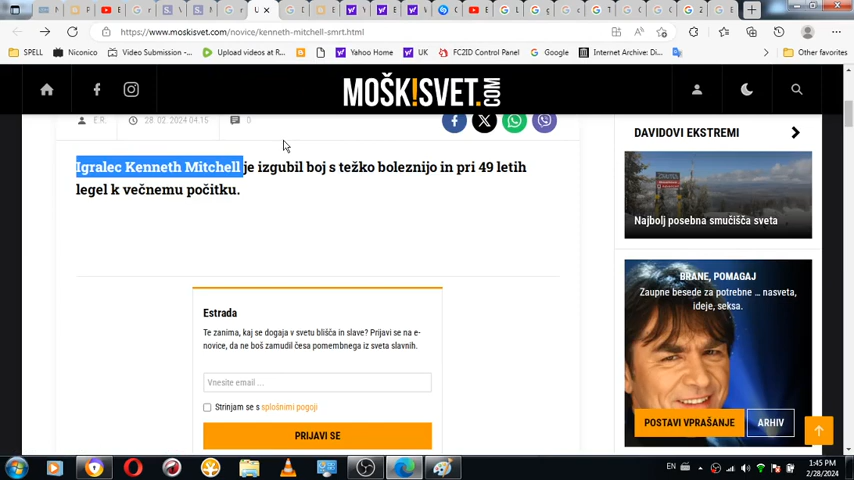 https://www.moskisvet.com/novice/kenneth-mitchell-smrt.html
SPELL
Niconico
Video Submission -...
Upload videos at R...
Yahoo Home
UK
FC2ID Control Panel
Google
Internet Archive: Di...
Other favorites
MOŠK!SVET.COM
E.R.
28. 02. 2024 04.15
0
Igralec Kenneth Mitchell je izgubil boj s težko boleznijo in pri 49 letih
legel k večnemu počitku.
Estrada
Te zanima, kaj se dogaja v svetu blišča in slave? Prijavi se na e-
novice, da ne boš zamudil česa pomembnega iz sveta slavnih.
Vnesite email ...
Strinjam se s splošnimi pogoji
PRIJAVI SE
DAVIDOVI EKSTREMI
Najbolj posebna smučišča sveta
BRANE, POMAGAJ
Zaupne besede za potrebne ... nasveta,
ideje, seksa.
POSTAVI VPRAŠANJE
ARHIV
EN
1:45 PM
2/28/2024